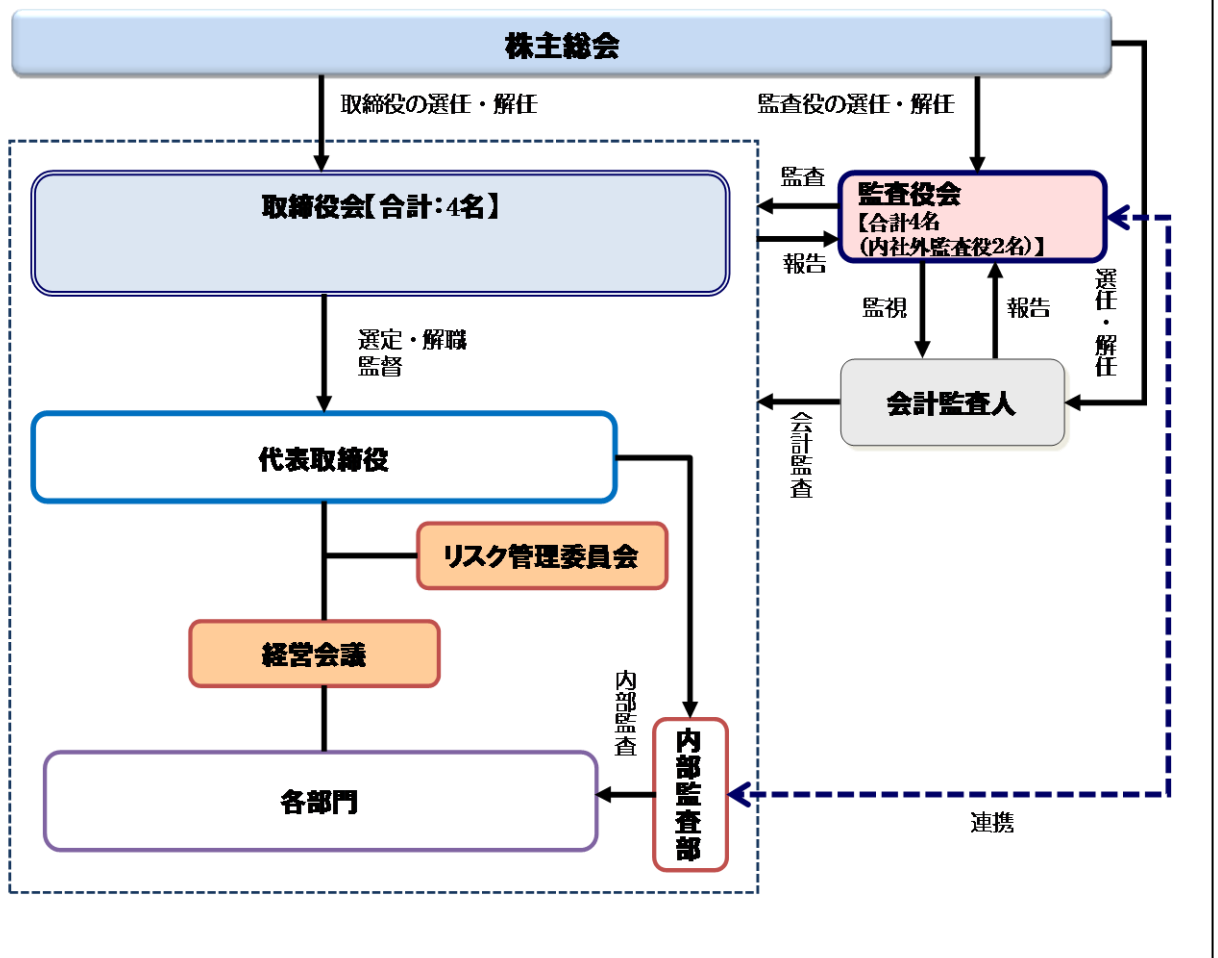 株主総会
取締役の選任・解任
監査役の選任・解任
取締役会【合計：4名】
監査
報告
監査役会
【合計4名
（内社外監査役2名）】
監視
報告
選任・解任
選定・解職
監督
会計監査人
会計監査
代表取締役
リスク管理委員会
経営会議
内部監査
内部監査部
各部門
連携